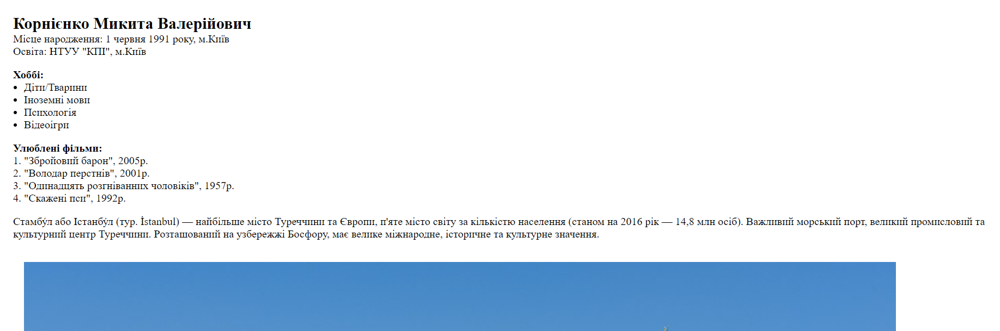 Корнієнко Микита Валерійович
Місце народження: 1 червня 1991 року, м.Київ
Освіта: НТУУ "КПІ", м.Київ
Хоббі:
• Діти/Тварини
• Іноземні мови
• Психологія
• Відеоігри
Улюблені фільми:
1. "Збройовий барон", 2005р.
2. "Володар перстнів", 2001р.
3. "Одинадцять розгніванних чоловіків", 1957р.
4. "Скажені пси", 1992р.
Стамбу́л або Істанбу́л (тур. İstanbul) — найбільше місто Туреччини та Європи, п'яте місто світу за кількістю населення (станом на 2016 рік — 14,8 млн осіб). Важливий морський порт, великий промисловий та
культурний центр Туреччини. Розташований на узбережжі Босфору, має велике міжнародне, історичне та культурне значення.